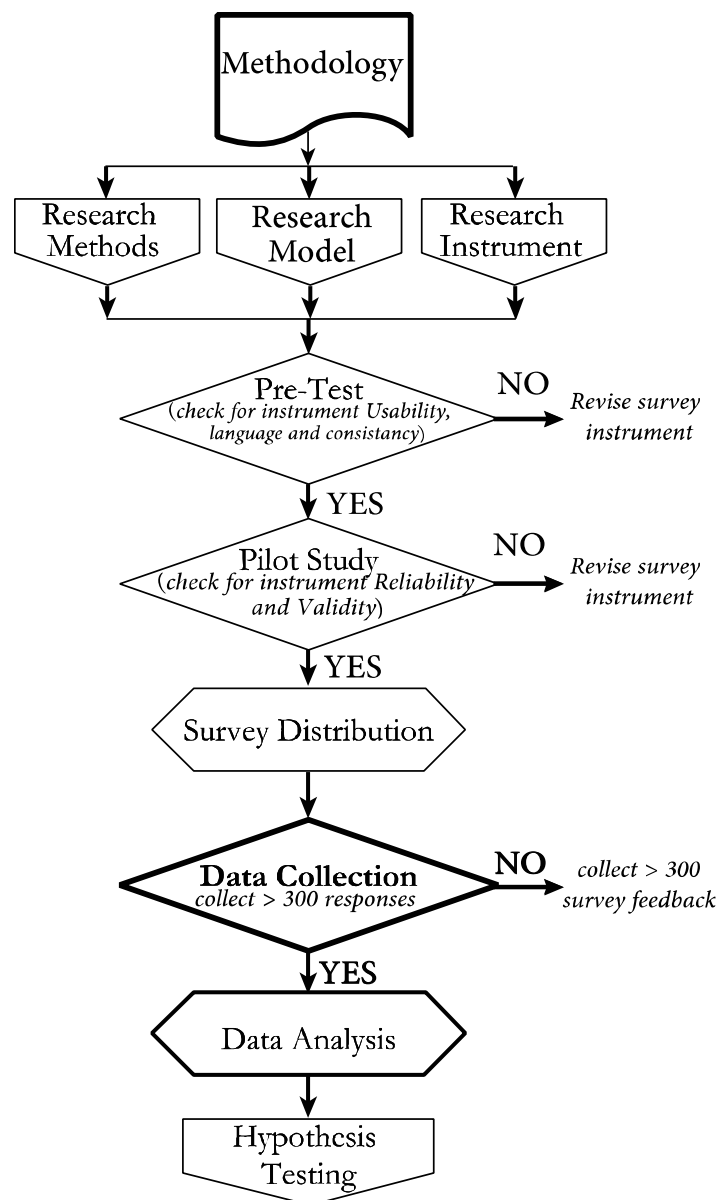 Methodology
Research
Methods
Research
Model
Research
Instrument
Pre-Test
(check for instrument Usability,
language and consistancy)
NO
Revise survey
instrument
YES
Pilot Study
(check for instrument Reliability
and Validity)
NO
Revise survey
instrument
YES
Survey Distribution
Data Collection
collect > 300 responses
NO
collect > 300
survey feedback
YES
Data Analysis
Hypothesis
Testing